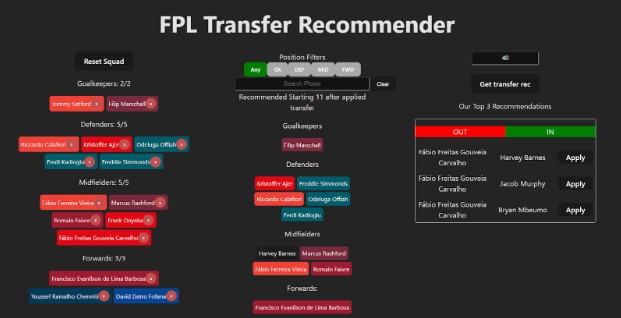 FPL Transfer Recommender
Reset Squad
Goalkeepers: 2/2
Tommy Setford x Filip Marschall x
Defenders: 5/5
Riccardo Calafiori x Kristoffer Ajer x Odeluga Offiah x
Ferdi Kadioglu x Freddie Simmonds x
Midfielders: 5/5
Fábio Ferreira Vieira x Marcus Rashford x
Romain Faivre x Frank Onyeka x
Fábio Freitas Gouveia Carvalho x
Forwards: 3/3
Francisco Evanilson de Lima Barbosa x
Youssef Ramalho Chermiti x David Datro Fofana x
Position Filters
Any GK DEF MID FWD
Search Player Clear
Recommended Starting 11 after applied
transfer
Goalkeepers
Filip Marschall
Defenders
Kristoffer Ajer Freddie Simmonds
Riccardo Calafiori Odeluga Offiah
Ferdi Kadioglu
Midfielders
Harvey Barnes Marcus Rashford
Fábio Ferreira Vieira Romain Faivre
Forwards:
Francisco Evanilson de Lima Barbosa
40
Get transfer rec
Our Top 3 Recommendations
OUT IN
Fábio Freitas Gouveia
Carvalho
Harvey Barnes Apply
Fábio Freitas Gouveia
Carvalho
Jacob Murphy Apply
Fábio Freitas Gouveia
Carvalho
Bryan Mbeumo Apply